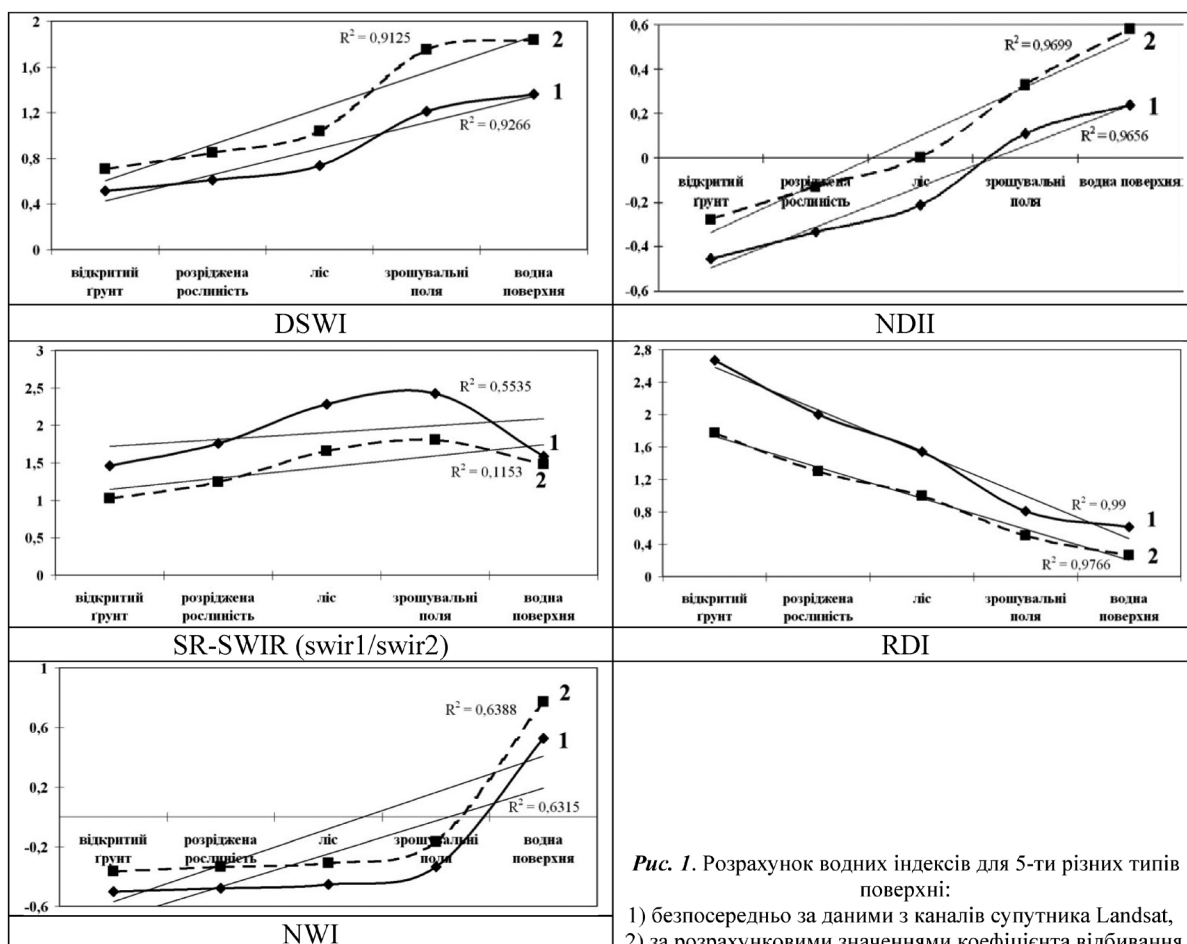 2
1,6
1,2
0,8
0,4
0
R² = 0,9125
2
1
R² = 0,9266
відкритий ґрунт
розріджена рослиність
ліс
зрошувальні поля
водна поверхня
DSWI
0,6
0,4
0,2
0
-0,2
-0,4
-0,6
R² = 0,9699
2
1
R² = 0,9656
відкритий ґрунт
розріджена рослиність
ліс
зрошувальні поля
водна поверхня
NDII
3
2,5
2
1,5
1
0,5
0
R² = 0,5535
1
R² = 0,1153
2
відкритий ґрунт
розріджена рослиність
ліс
зрошувальні поля
водна поверхня
SR-SWIR (swir1/swir2)
2,8
2,4
2
1,6
1,2
0,8
0,4
0
R² = 0,99
1
2
R² = 0,9766
відкритий ґрунт
розріджена рослиність
ліс
зрошувальні поля
водна поверхня
RDI
1
0,6
0,2
-0,2
-0,6
R² = 0,6388
2
1
R² = 0,6315
відкритий ґрунт
розріджена рослиність
ліс
зрошувальні поля
водна поверхня
NWI
Рис. 1. Розрахунок водних індексів для 5-ти різних типів
поверхні:
1) безпосередньо за даними з каналів супутника Landsat,
2) за розрахунковими значеннями коефіцієнта відбивання